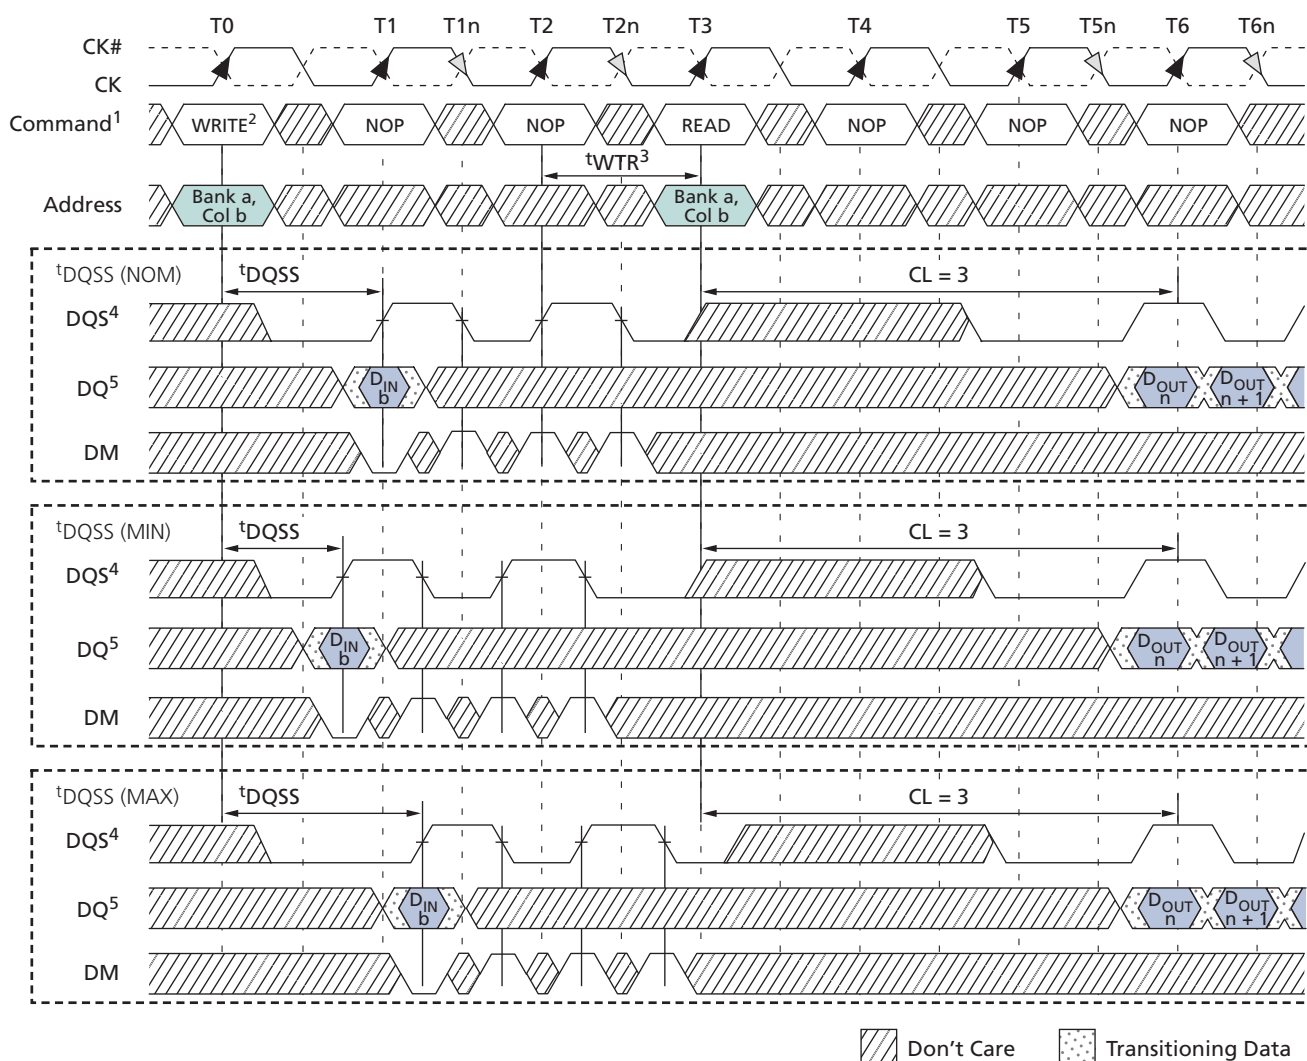 T0 T1 T1n T2 T2n T3 T4 T5 T5n T6 T6n
CK#
CK
Command1 WRITE2 NOP NOP READ NOP NOP NOP
tWTR3
Address Bank a, Col b Bank a, Col b
tDQSS (NOM) tDQSS CL = 3
DQS4
DQ5 DIN b DOUT n DOUT n + 1
DM
tDQSS (MIN) tDQSS CL = 3
DQS4
DQ5 DIN b DOUT n DOUT n + 1
DM
tDQSS (MAX) tDQSS CL = 3
DQS4
DQ5 DIN b DOUT n DOUT n + 1
DM
Don't Care Transitioning Data